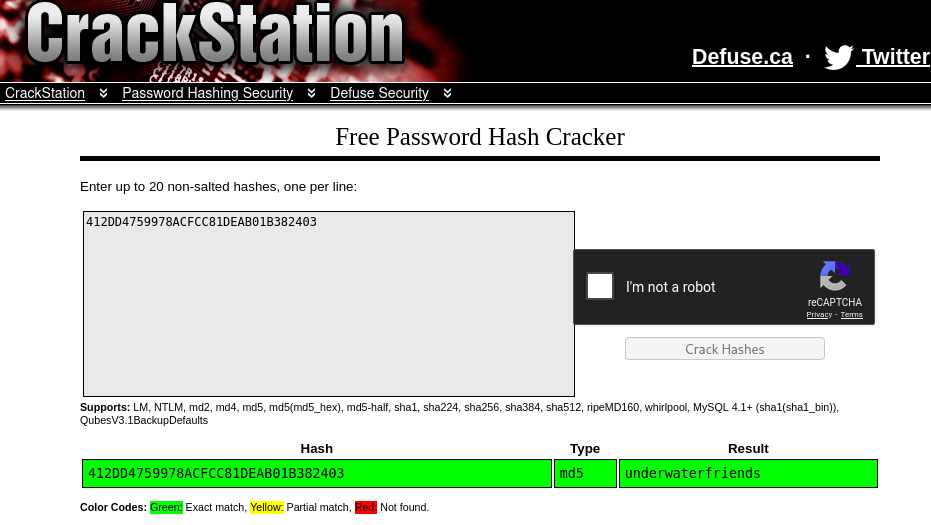 CrackStation
Defuse.ca · Twitter
CrackStation Password Hashing Security Defuse Security
Free Password Hash Cracker
Enter up to 20 non-salted hashes, one per line:
412DD4759978ACFCC81DEAB01B382403
I'm not a robot
reCAPTCHA
Privacy - Terms
Crack Hashes
Supports: LM, NTLM, md2, md4, md5, md5(md5_hex), md5-half, sha1, sha224, sha256, sha384, sha512, ripeMD160, whirlpool, MySQL 4.1+ (sha1(sha1_bin)),
QubesV3.1BackupDefaults
Hash Type Result
412DD4759978ACFCC81DEAB01B382403 md5 underwaterfriends
Color Codes: Green: Exact match, Yellow: Partial match, Red: Not found.